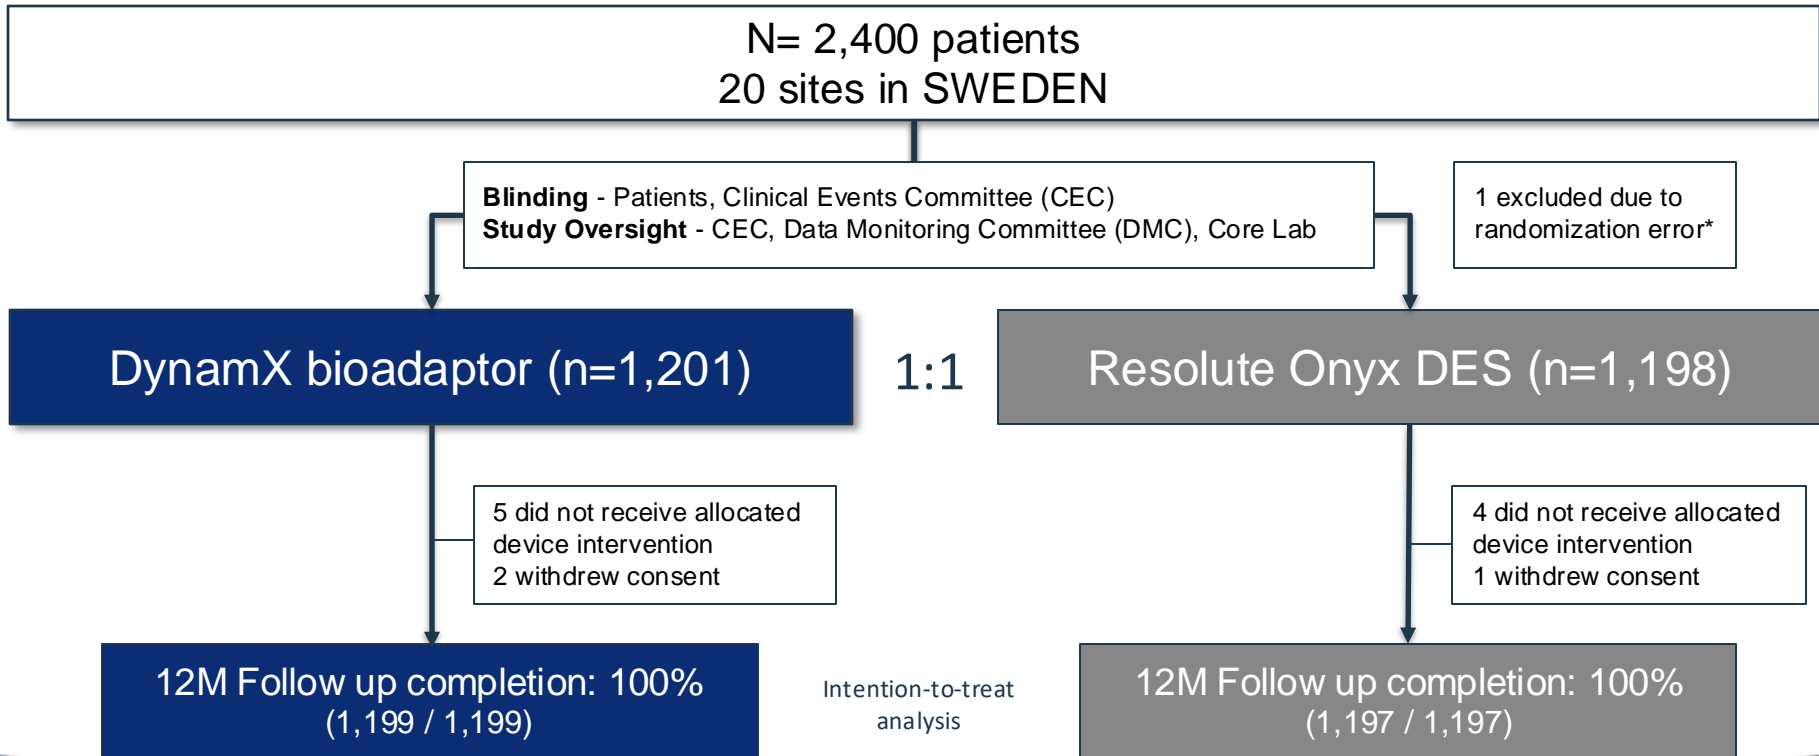 N= 2,400 patients
20 sites in SWEDEN
Blinding - Patients, Clinical Events Committee (CEC)
Study Oversight - CEC, Data Monitoring Committee (DMC), Core Lab
1 excluded due to
randomization error*
DynamX bioadaptor (n=1,201)
1:1
Resolute Onyx DES (n=1,198)
5 did not receive allocated
device intervention
2 withdrew consent
4 did not receive allocated
device intervention
1 withdrew consent
12M Follow up completion: 100%
(1,199 / 1,199)
Intention-to-treat
analysis
12M Follow up completion: 100%
(1,197 / 1,197)